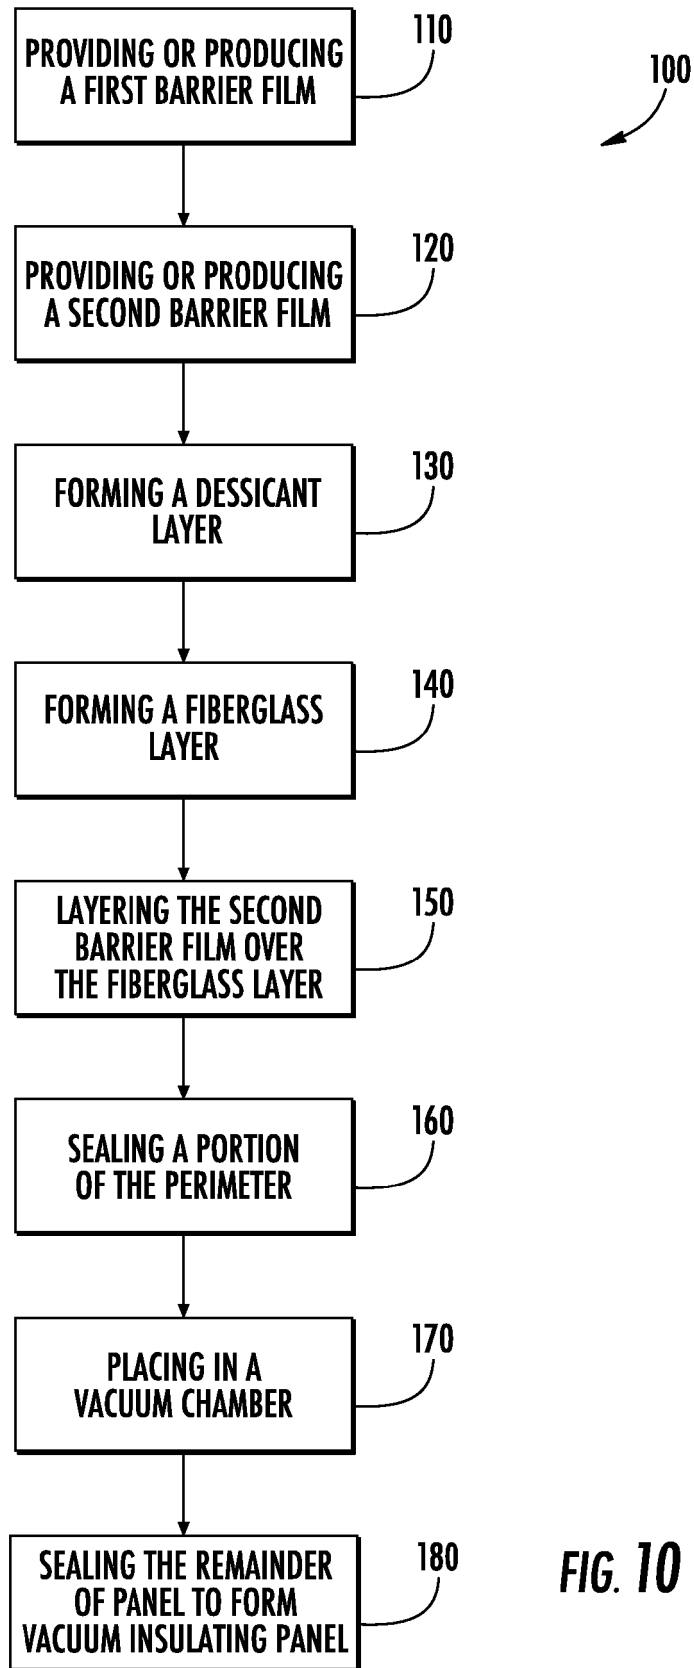 PROVIDING OR PRODUCING
A FIRST BARRIER FILM
110
100
PROVIDING OR PRODUCING
A SECOND BARRIER FILM
120
FORMING A DESSICANT
LAYER
130
FORMING A FIBERGLASS
LAYER
140
LAYERING THE SECOND
BARRIER FILM OVER
THE FIBERGLASS LAYER
150
SEALING A PORTION
OF THE PERIMETER
160
PLACING IN A
VACUUM CHAMBER
170
SEALING THE REMAINDER
OF PANEL TO FORM
VACUUM INSULATING PANEL
180
FIG. 10